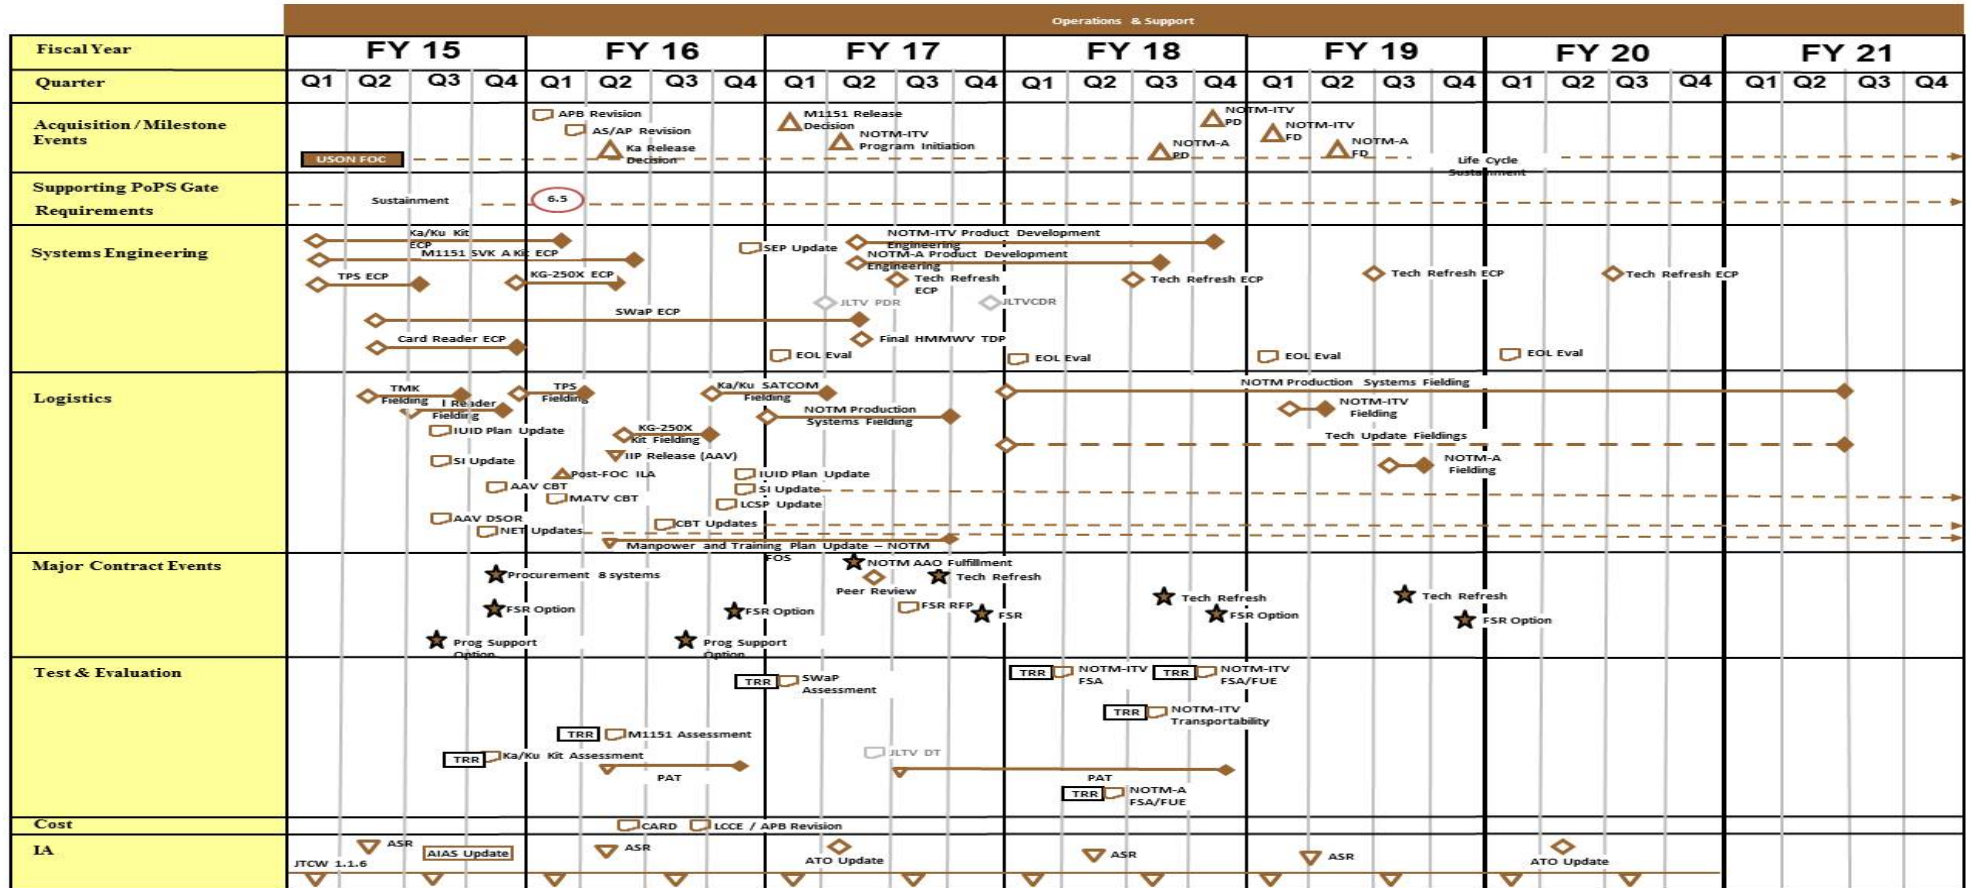 Operations & Support
Fiscal Year FY 15 FY 16 FY 17 FY 18 FY 19 FY 20 FY 21
Quarter Q1 Q2 Q3 Q4 Q1 Q2 Q3 Q4 Q1 Q2 Q3 Q4 Q1 Q2 Q3 Q4 Q1 Q2 Q3 Q4 Q1 Q2 Q3 Q4 Q1 Q2 Q3 Q4
Acquisition / Milestone
Events
USON FOC
APB Revision
AS/AP Revision
Ka Release
Decision
M1151 Release
Decision
NOTM-ITV
Program Initiation
NOTM-A
PD
NOTM-ITV
PD
NOTM-ITV
FD
NOTM-A
FD
Life Cycle
Sustainment
Supporting PoPS Gate
Requirements
Sustainment
6.5
Systems Engineering
Ka/Ku Kit
ECP
M1151 SVK A Kit ECP
TPS ECP
KG-250X ECP
SWaP ECP
Card Reader ECP
SEP Update
NOTM-ITV Product Development
Engineering
NOTM-A Product Development
Engineering
Tech Refresh
ECP
JLTV PDR
JLTVCDR
Final HMMWV TDP
EOL Eval
Tech Refresh ECP
EOL Eval
Tech Refresh ECP
EOL Eval
Tech Refresh ECP
EOL Eval
Logistics
TMK
Fielding
I Reader
Fielding
TPS
Fielding
Ka/Ku SATCOM
Fielding
NOTM Production
Systems Fielding
KG-250X
Kit Fielding
IUID Plan Update
IIP Release (AAV)
SI Update
Post-FOC ILA
AAV CBT
MATV CBT
IUID Plan Update
SI Update
LCSP Update
AAV DSOR
NET Updates
CBT Updates
Manpower and Training Plan Update – NOTM
FOS
NOTM Production Systems Fielding
NOTM-ITV
Fielding
Tech Update Fieldings
NOTM-A
Fielding
Major Contract Events
Procurement 8 systems
FSR Option
Prog Support
Option
FSR Option
Prog Support
Option
NOTM AAO Fulfillment
Peer Review
Tech Refresh
FSR RFP
FSR
Tech Refresh
FSR Option
Tech Refresh
FSR Option
Test & Evaluation
TRR SWaP
Assessment
TRR M1151 Assessment
TRR Ka/Ku Kit Assessment
PAT
JLTV DT
PAT
TRR NOTM-ITV
FSA
TRR NOTM-ITV
FSA/FUE
TRR NOTM-ITV
Transportability
TRR NOTM-A
FSA/FUE
Cost
CARD
LCCE / APB Revision
IA
ASR
AIAS Update
JTCW 1.1.6
ASR
ATO Update
ASR
ASR
ATO Update